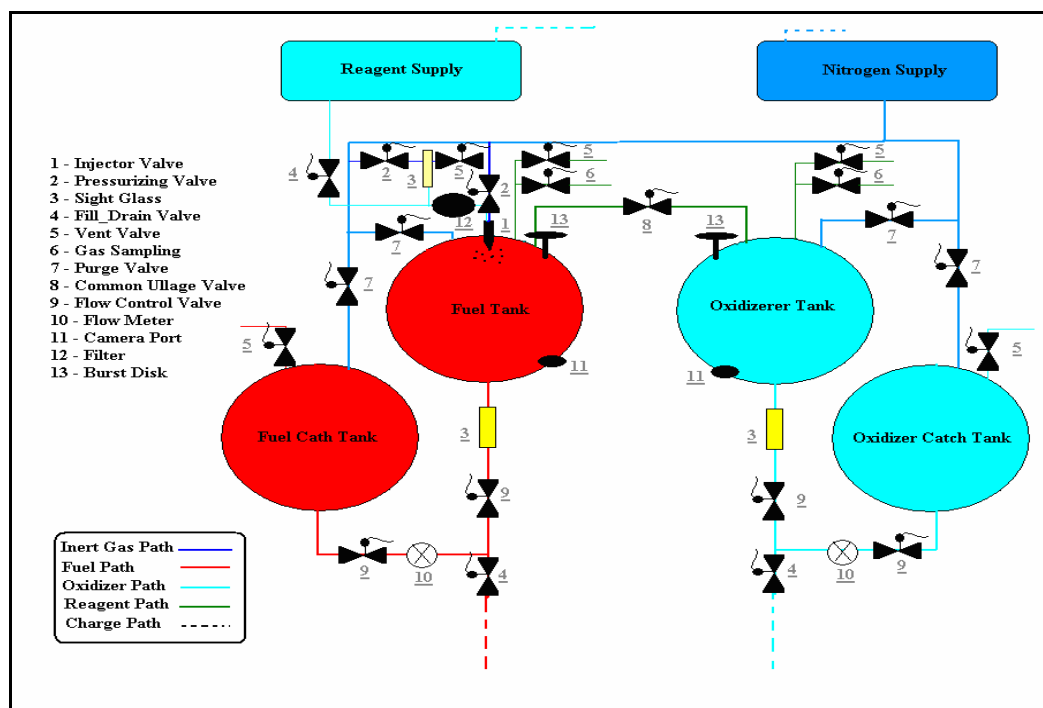 Reagent Supply
Nitrogen Supply
1 - Injector Valve
2 - Pressurizing Valve
3 - Sight Glass
4 - Fill_Drain Valve
5 - Vent Valve
6 - Gas Sampling
7 - Purge Valve
8 - Common Ullage Valve
9 - Flow Control Valve
10 - Flow Meter
11 - Camera Port
12 - Filter
13 - Burst Disk
4
2
3
5
2
5
6
5
6
12
1
13
8
13
7
7
7
7
Fuel Tank
Oxidizerer Tank
5
5
11
11
Fuel Cath Tank
Oxidizer Catch Tank
3
3
9
9
9
10
4
4
10
9
Inert Gas Path
Fuel Path
Oxidizer Path
Reagent Path
Charge Path